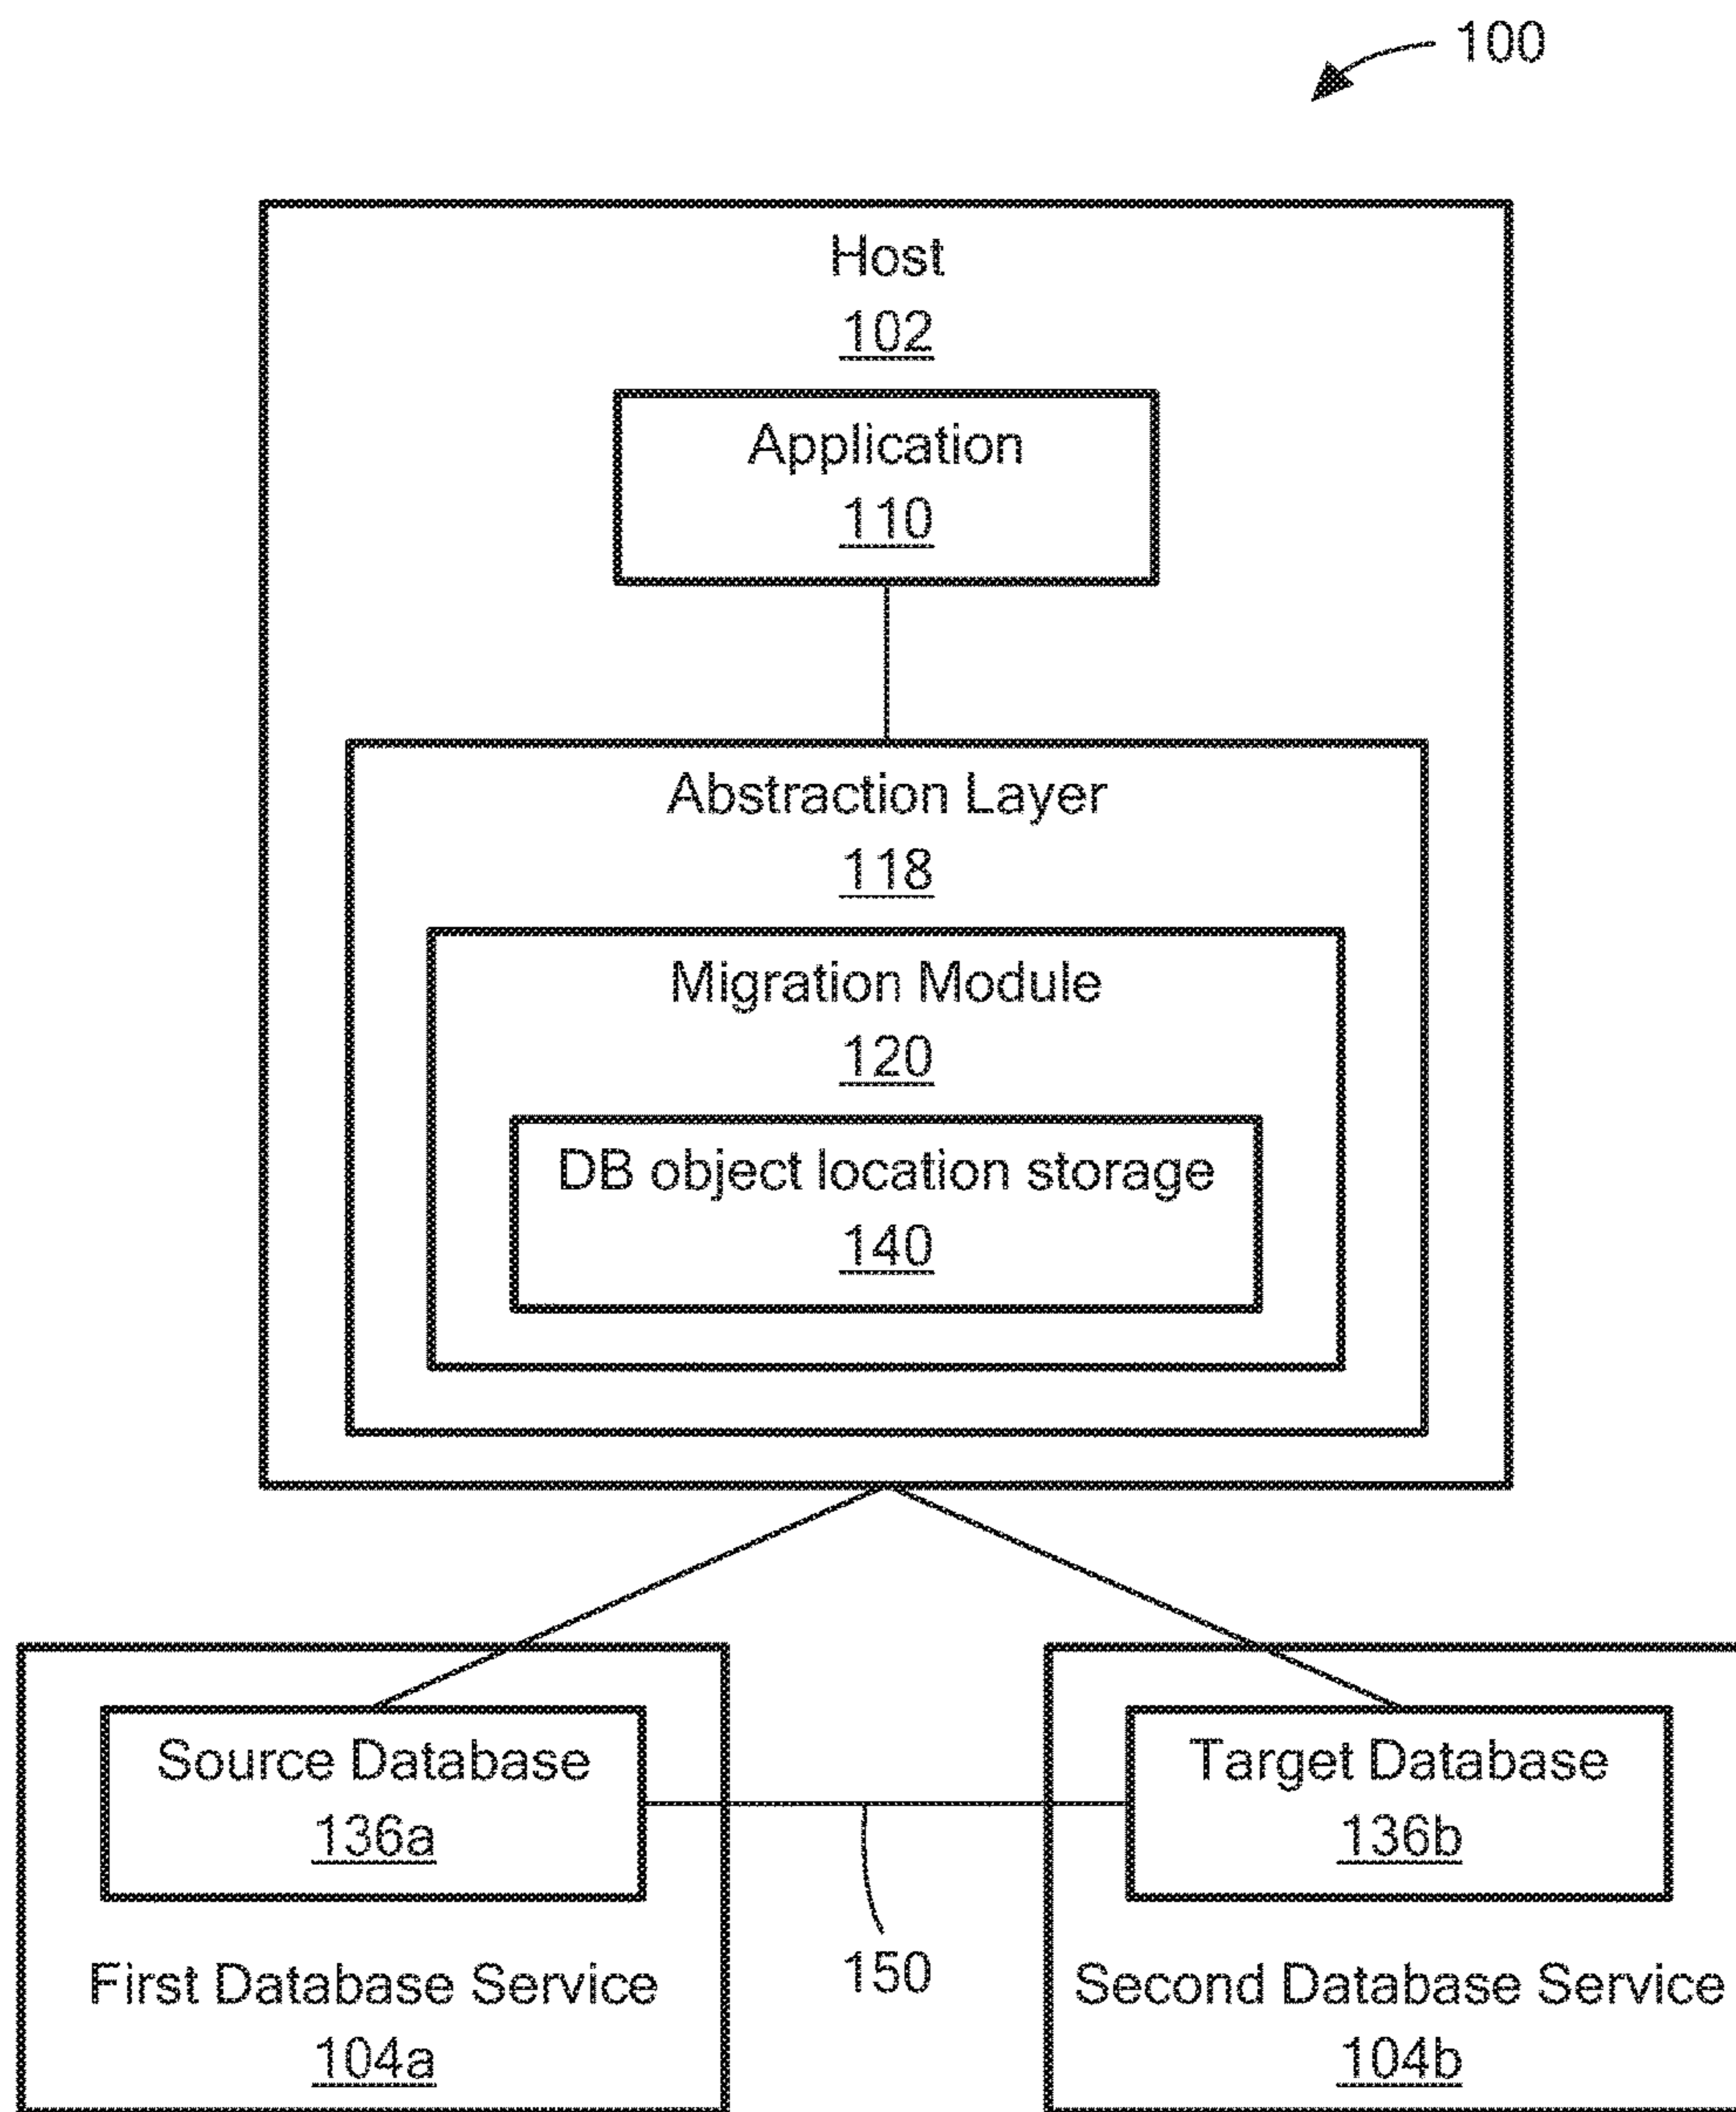 100
Host
102
Application
110
Abstraction Layer
118
Migration Module
120
DB object location storage
140
Source Database
136a
Target Database
136b
First Database Service
104a
150
Second Database Service
104b